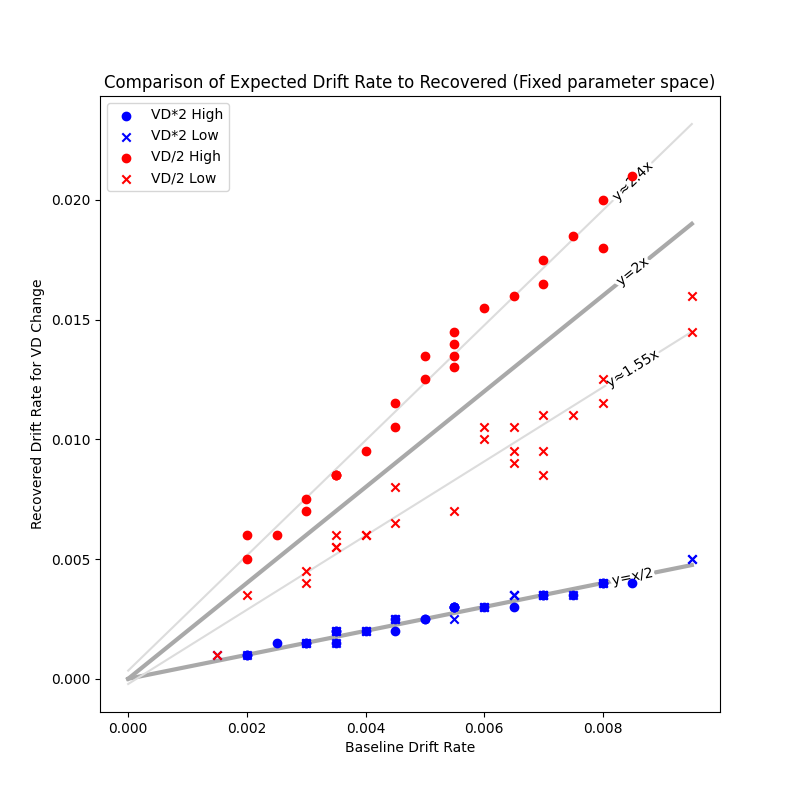 Comparison of Expected Drift Rate to Recovered (Fixed parameter space)
VD*2 High
VD*2 Low
VD/2 High
VD/2 Low
y≈2.4x
y=2x
y≈1.55x
y=x/2
0.020
0.015
0.010
0.005
0.000
Recovered Drift Rate for VD Change
0.000 0.002 0.004 0.006 0.008
Baseline Drift Rate